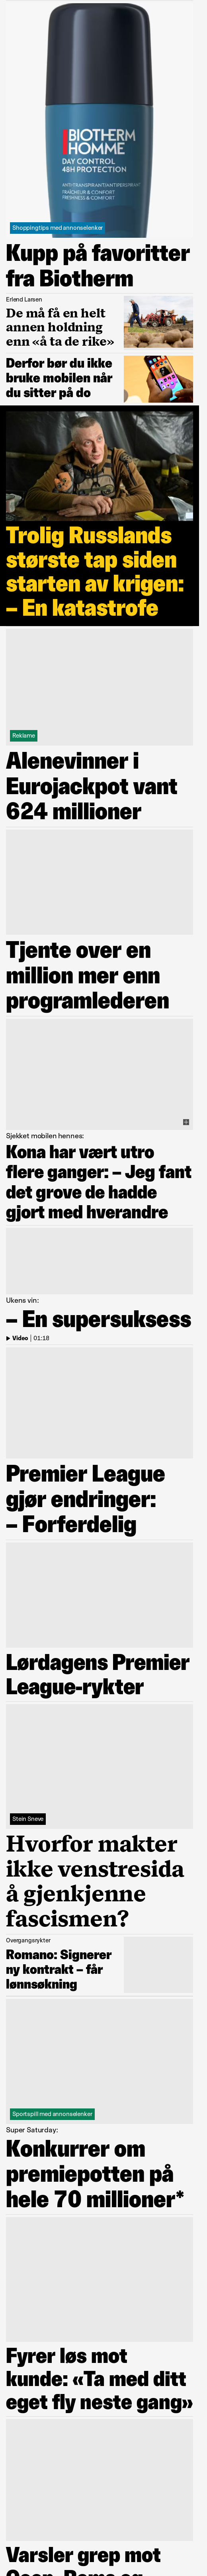 BIOTHERM
HOMME
DAY CONTROL
48H PROTECTION
ANTI-TRANSPIRANT/ANTIPERSPIRANT
FRAÎCHEUR & CONFORT
FRESHNESS & COMFORT
Shoppingtips med annonselenker
Kupp på favoritter
fra Biotherm
Erlend Larsen
De må få en helt
annen holdning
enn «å ta de rike»
Derfor bør du ikke
bruke mobilen når
du sitter på do
Trolig Russlands
største tap siden
starten av krigen:
– En katastrofe
Reklame
Alenevinner i
Eurojackpot vant
624 millioner
Tjente over en
million mer enn
programlederen
Sjekket mobilen hennes:
Kona har vært utro
flere ganger: – Jeg fant
det grove de hadde
gjort med hverandre
Ukens vin:
– En supersuksess
Video | 01:18
Premier League
gjør endringer:
– Forferdelig
Lørdagens Premier
League-rykter
Stein Sneve
Hvorfor makter
ikke venstresida
å gjenkjenne
fascismen?
Overgangsrykter
Romano: Signerer
ny kontrakt – får
lønnsøkning
Sportspill med annonselenker
Super Saturday:
Konkurrer om
premiepotten på
hele 70 millioner*
Fyrer løs mot
kunde: «Ta med ditt
eget fly neste gang»
Varsler grep mot